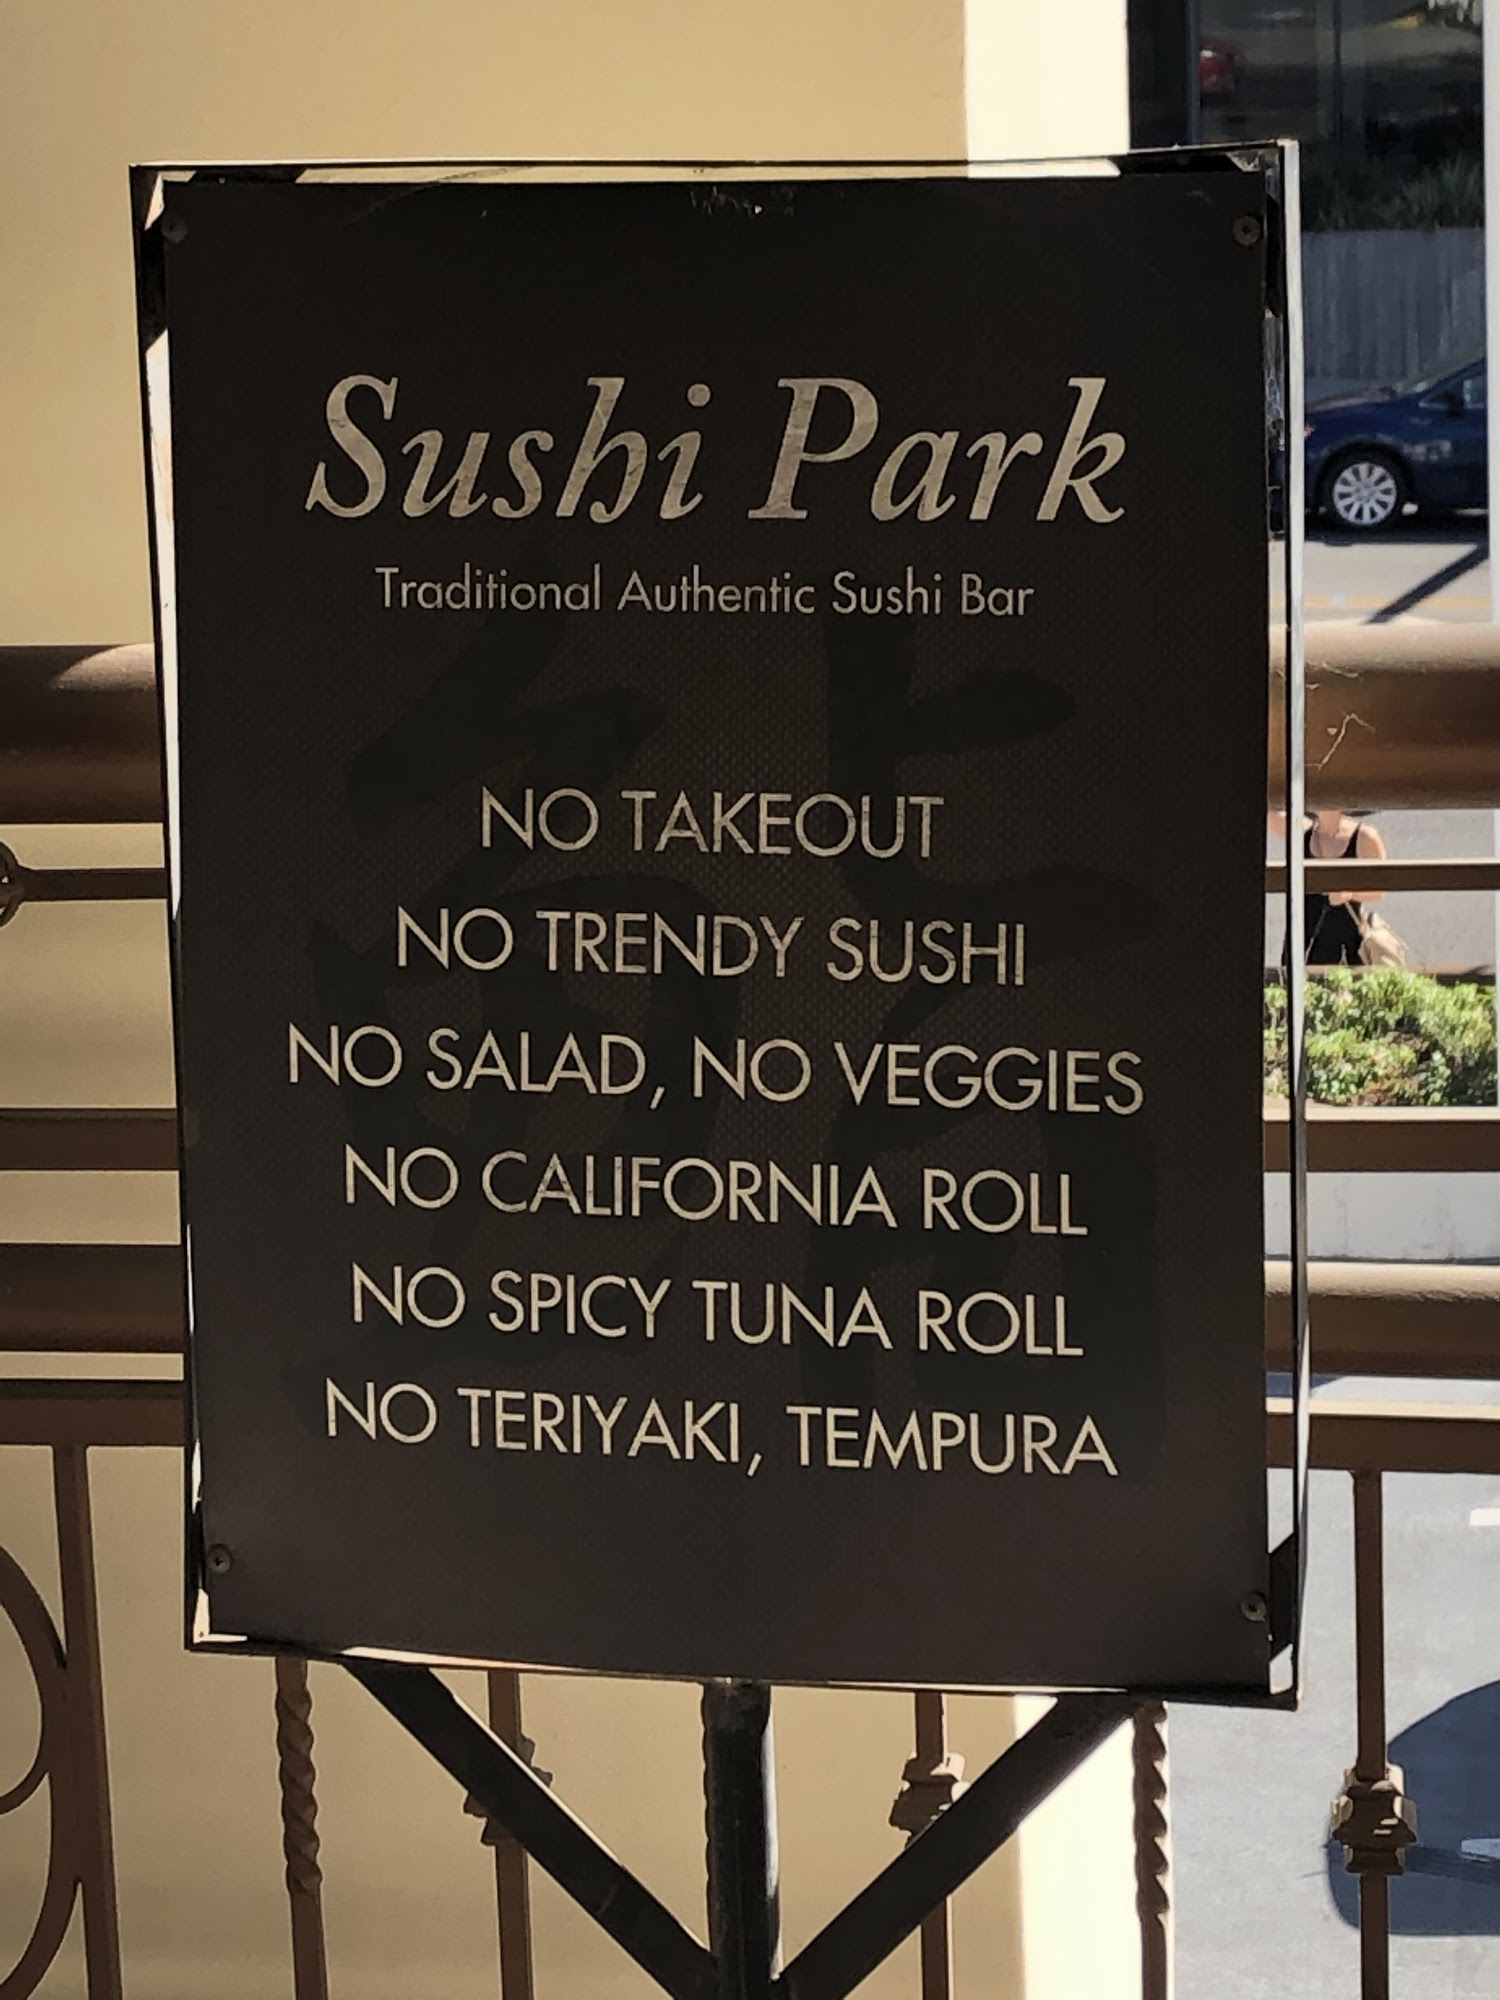 Sushi Park
Traditional Authentic Sushi Bar
NO TAKEOUT
NO TRENDY SUSHI
NO SALAD, NO VEGGIES
NO CALIFORNIA ROLL
NO SPICY TUNA ROLL
NO TERIYAKI, TEMPURA